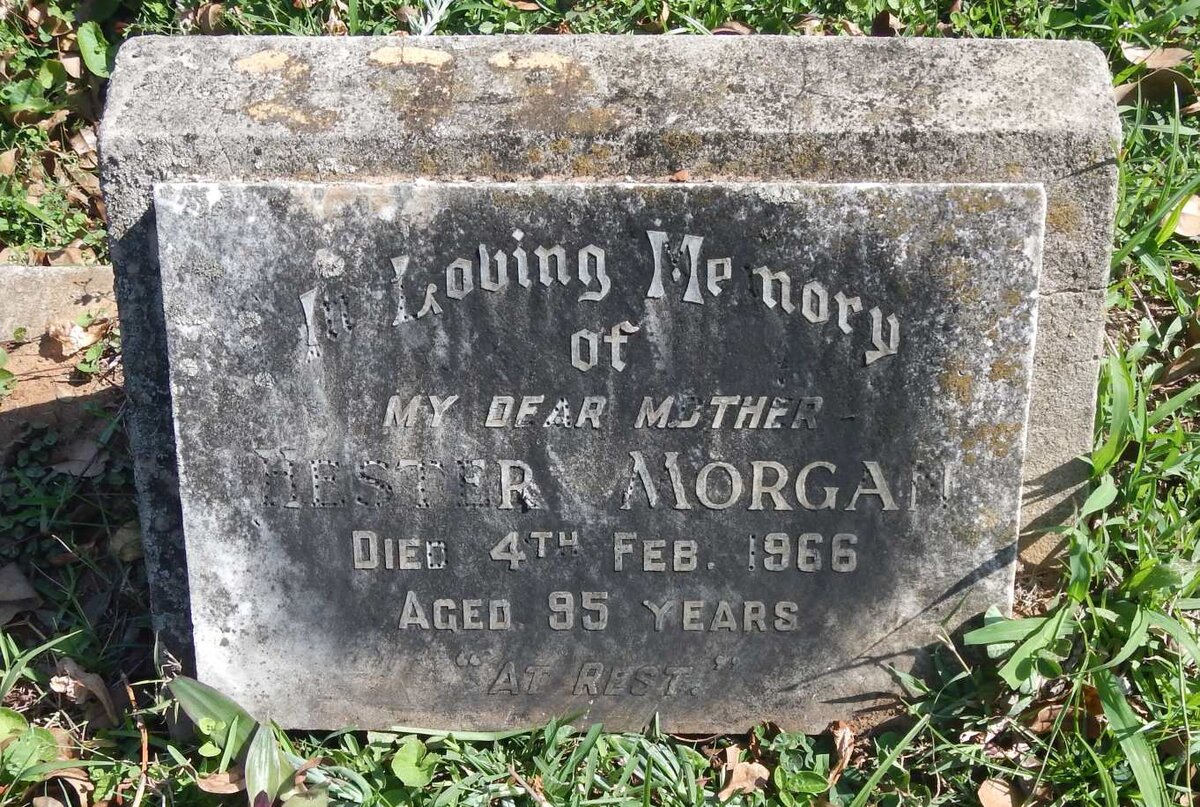 In Loving Memory
of
MY DEAR MOTHER -
HESTER MORGAN
DIED 4TH FEB. 1966
AGED 95 YEARS
"AT REST."